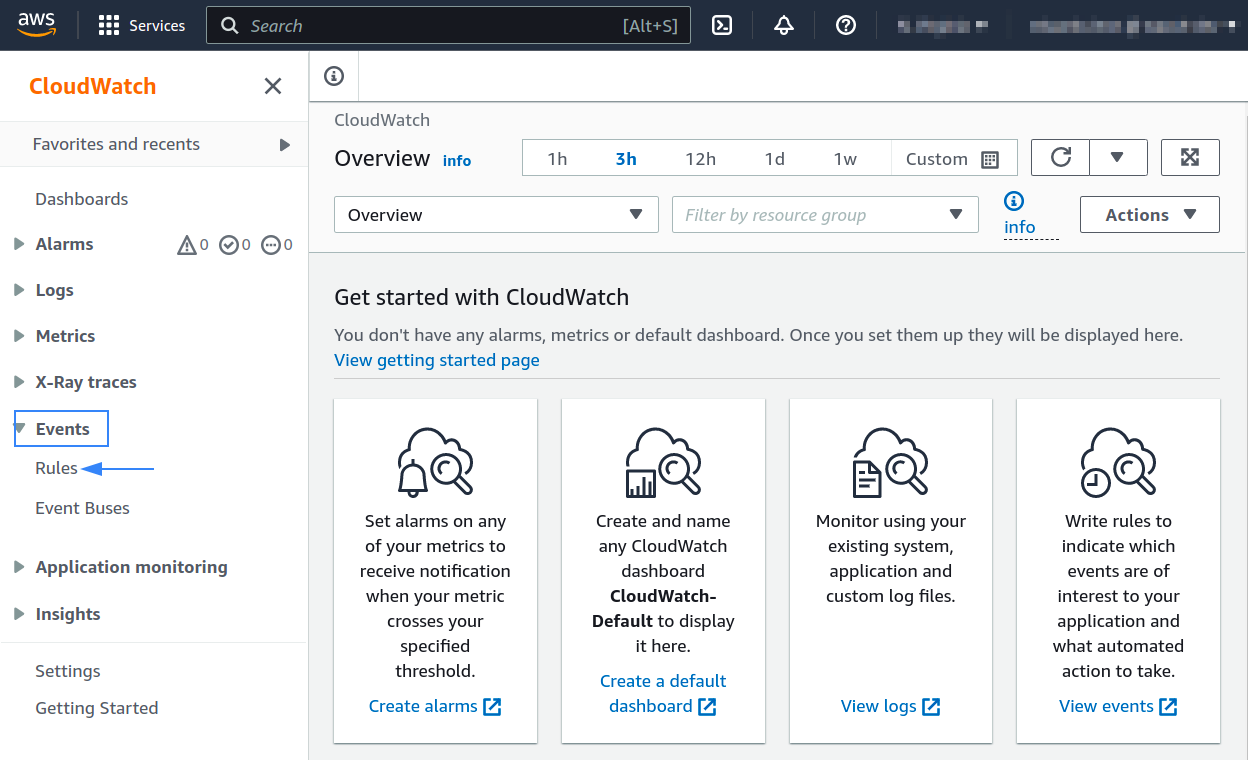 aws
Services
Search
[Alt+S]
CloudWatch
Favorites and recents
Dashboards
Alarms
0
0
0
Logs
Metrics
X-Ray traces
Events
Rules
Event Buses
Application monitoring
Insights
Settings
Getting Started
CloudWatch
Overview info
1h 3h 12h 1d 1w Custom
Overview
Filter by resource group
info
Actions
Get started with CloudWatch
You don't have any alarms, metrics or default dashboard. Once you set them up they will be displayed here.
View getting started page
Set alarms on any
of your metrics to
receive notification
when your metric
crosses your
specified
threshold.
Create alarms
Create and name
any CloudWatch
dashboard
CloudWatch-
Default to display
it here.
Create a default
dashboard
Monitor using your
existing system,
application and
custom log files.
View logs
Write rules to
indicate which
events are of
interest to your
application and
what automated
action to take.
View events